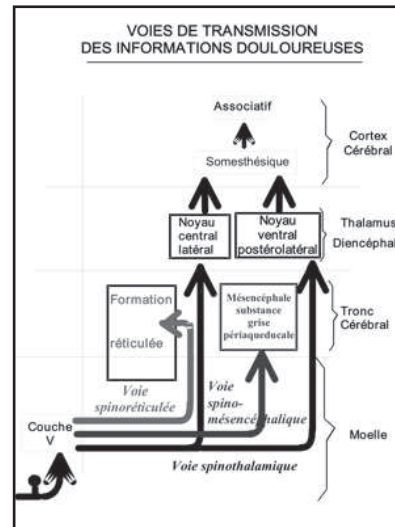 VOIES DE TRANSMISSION
DES INFORMATIONS DOULOUREUSES
Associatif
Somesthésique
Cortex
Cérébral
Noyau
central
latéral
Noyau
ventral
postérolatéral
Thalamus
Diencéphal
Formation
réticulée
Mésencéphale
substance
grise
périaqueducale
Tronc
Cérébral
Voie
spinoréticulée
Voie
spino-
mésencéphalique
Couche
V
Moelle
Voie spinothalamique